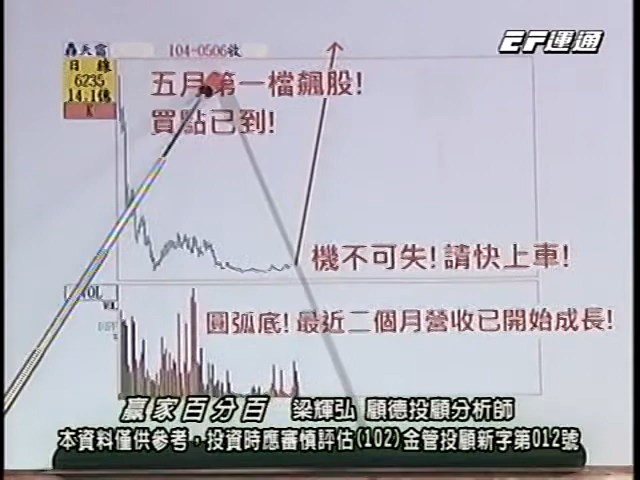 轟天雷 104-0506收
EF運通
日線
6235
14.1億
K
五月第一檔飆股!
買點已到!
機不可失!請快上車!
VOL
圓弧底!最近二個月營收已開始成長!
贏家百分百 梁輝弘 顧德投顧分析師
本資料僅供參考，投資時應審慎評估(102)金管投顧新字第012號